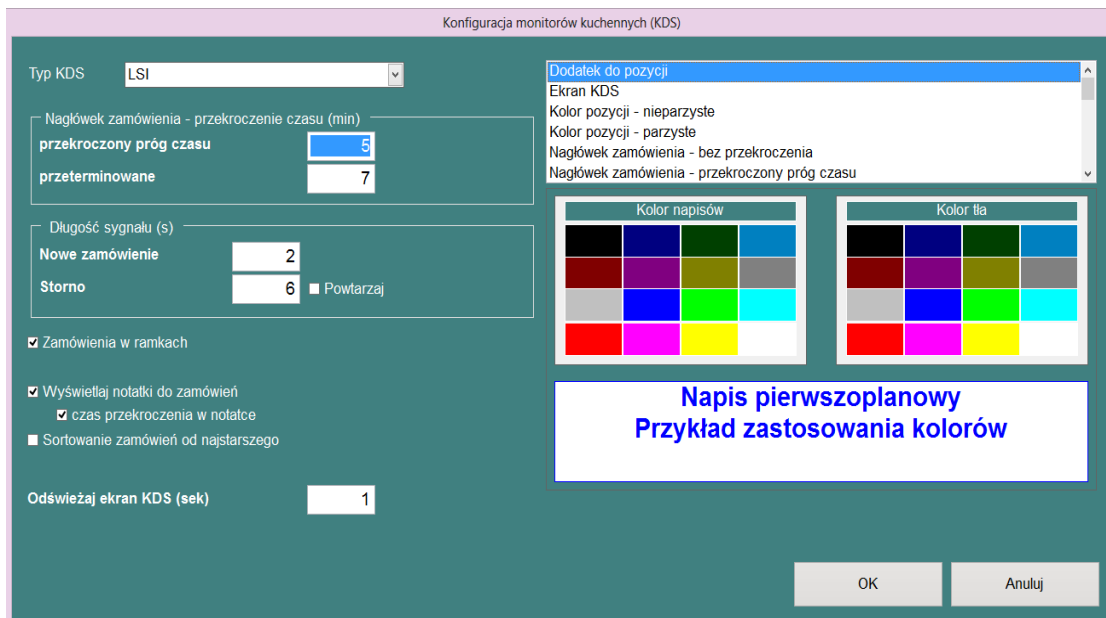 Konfiguracja monitorów kuchennych (KDS)
Typ KDS
LSI
Nagłówek zamówienia - przekroczenie czasu (min)
przekroczony próg czasu
5
przeterminowane
7
Długość sygnału (s)
Nowe zamówienie
2
Storno
6
Powtarzaj
Zamówienia w ramkach
Wyświetlaj notatki do zamówień
czas przekroczenia w notatce
Sortowanie zamówień od najstarszego
Odświeżaj ekran KDS (sek)
1
Dodatek do pozycji
Ekran KDS
Kolor pozycji - nieparzyste
Kolor pozycji - parzyste
Nagłówek zamówienia - bez przekroczenia
Nagłówek zamówienia - przekroczony próg czasu
Kolor napisów
Kolor tła
Napis pierwszoplanowy
Przykład zastosowania kolorów
OK
Anuluj